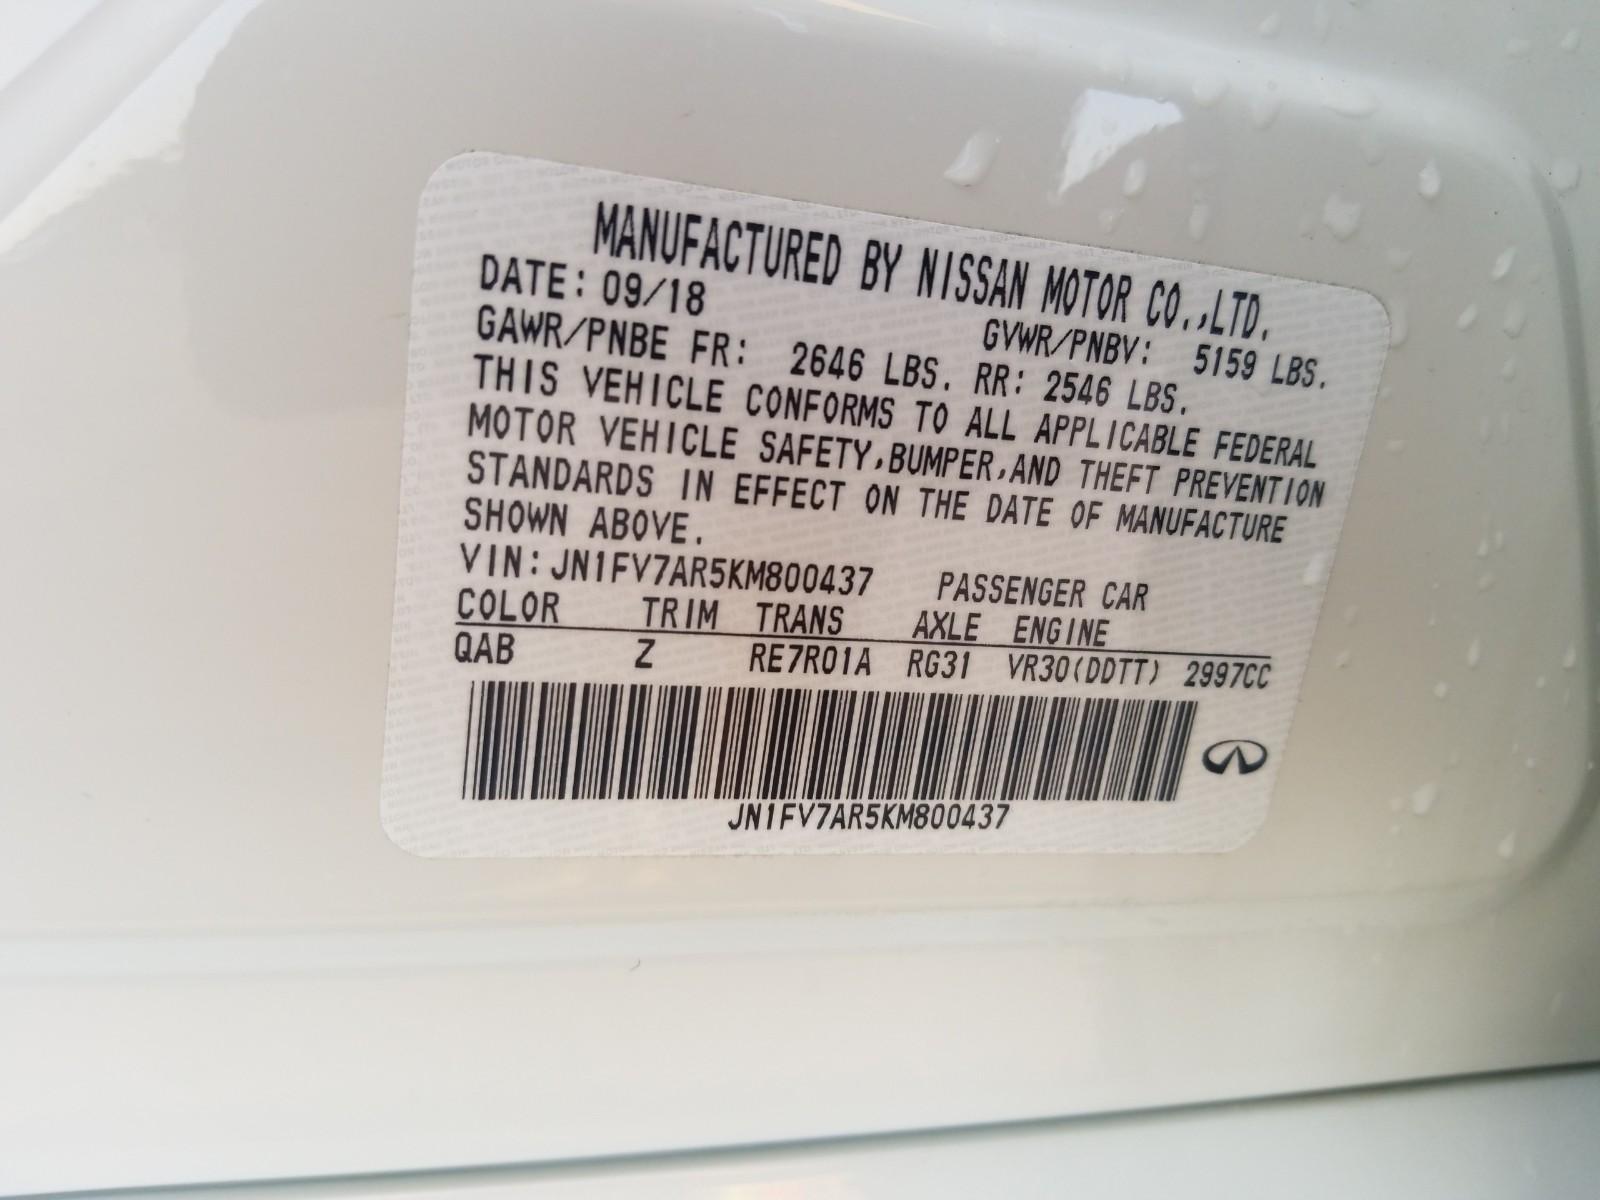 MANUFACTURED BY NISSAN MOTOR CO.,LTD.
DATE: 09/18 GVWR/PNBV: 5159 LBS.
GAWR/PNBE FR: 2646 LBS. RR: 2546 LBS.
THIS VEHICLE CONFORMS TO ALL APPLICABLE FEDERAL
MOTOR VEHICLE SAFETY,BUMPER,AND THEFT PREVENTION
STANDARDS IN EFFECT ON THE DATE OF MANUFACTURE
SHOWN ABOVE.
VIN:JN1FV7AR5KM800437 PASSENGER CAR
COLOR TRIM TRANS AXLE ENGINE
QAB Z RE7R01A RG31 VR30(DDTT) 2997CC
JN1FV7AR5KM800437